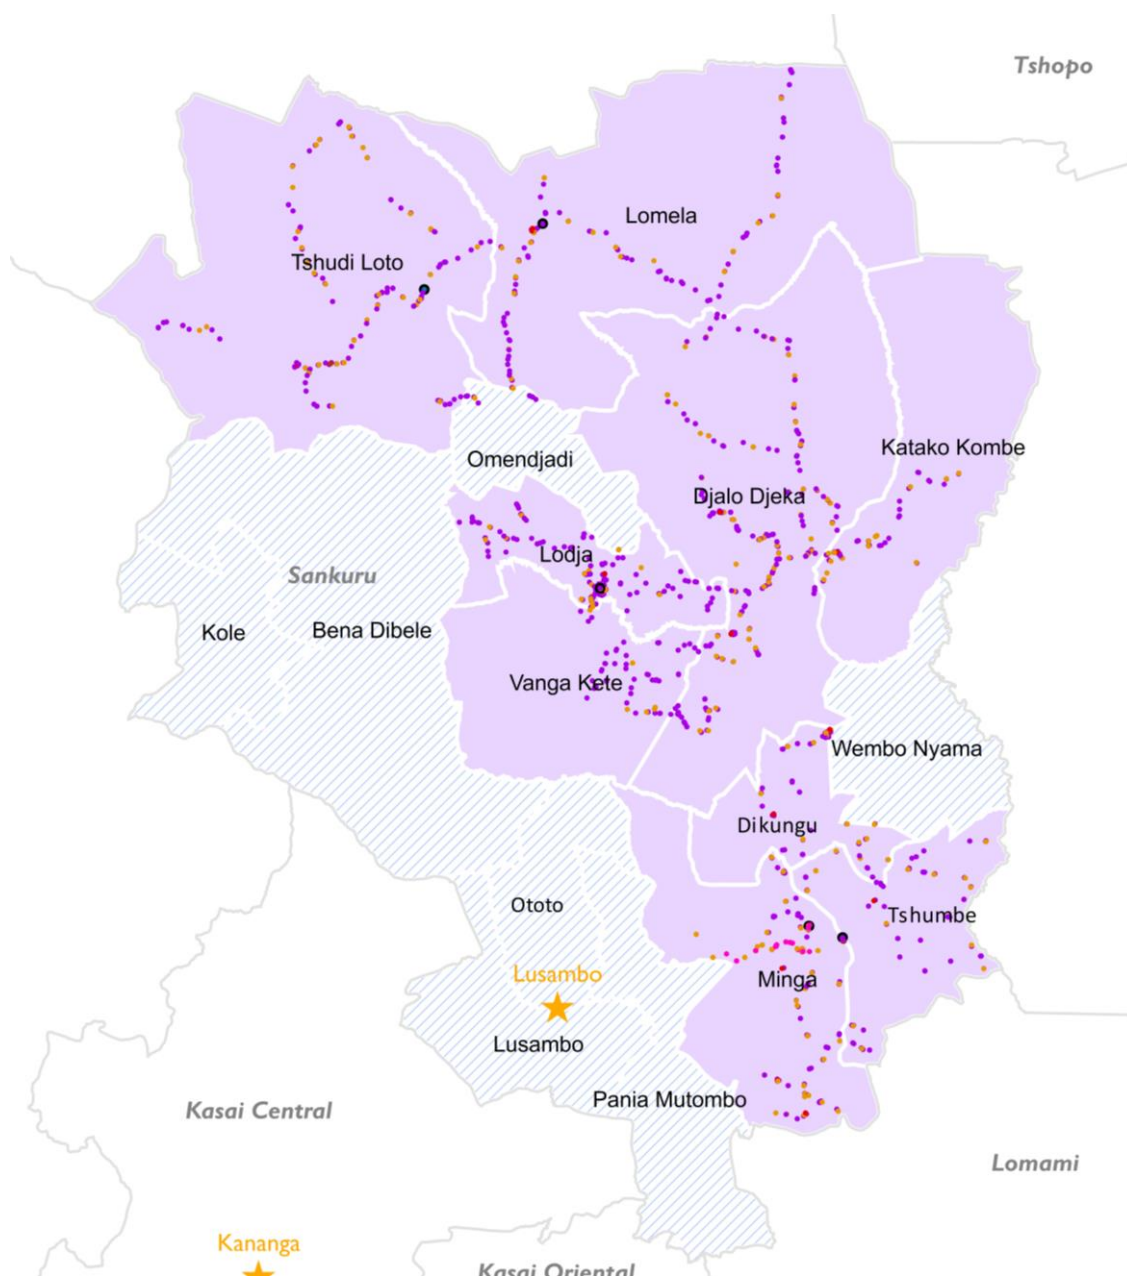 Tshopo
Lomela
Tshudi Loto
Katako Kombe
Omendjadi
Djalo Djeka
Lodja
Sankuru
Kole
Bena Dibele
Vanga Kete
Wembo Nyama
Dikungu
Ototo
Tshumbe
Lusambo
Minga
Lusambo
Pania Mutombo
Kasai Central
Lomami
Kananga
Kasai Oriental